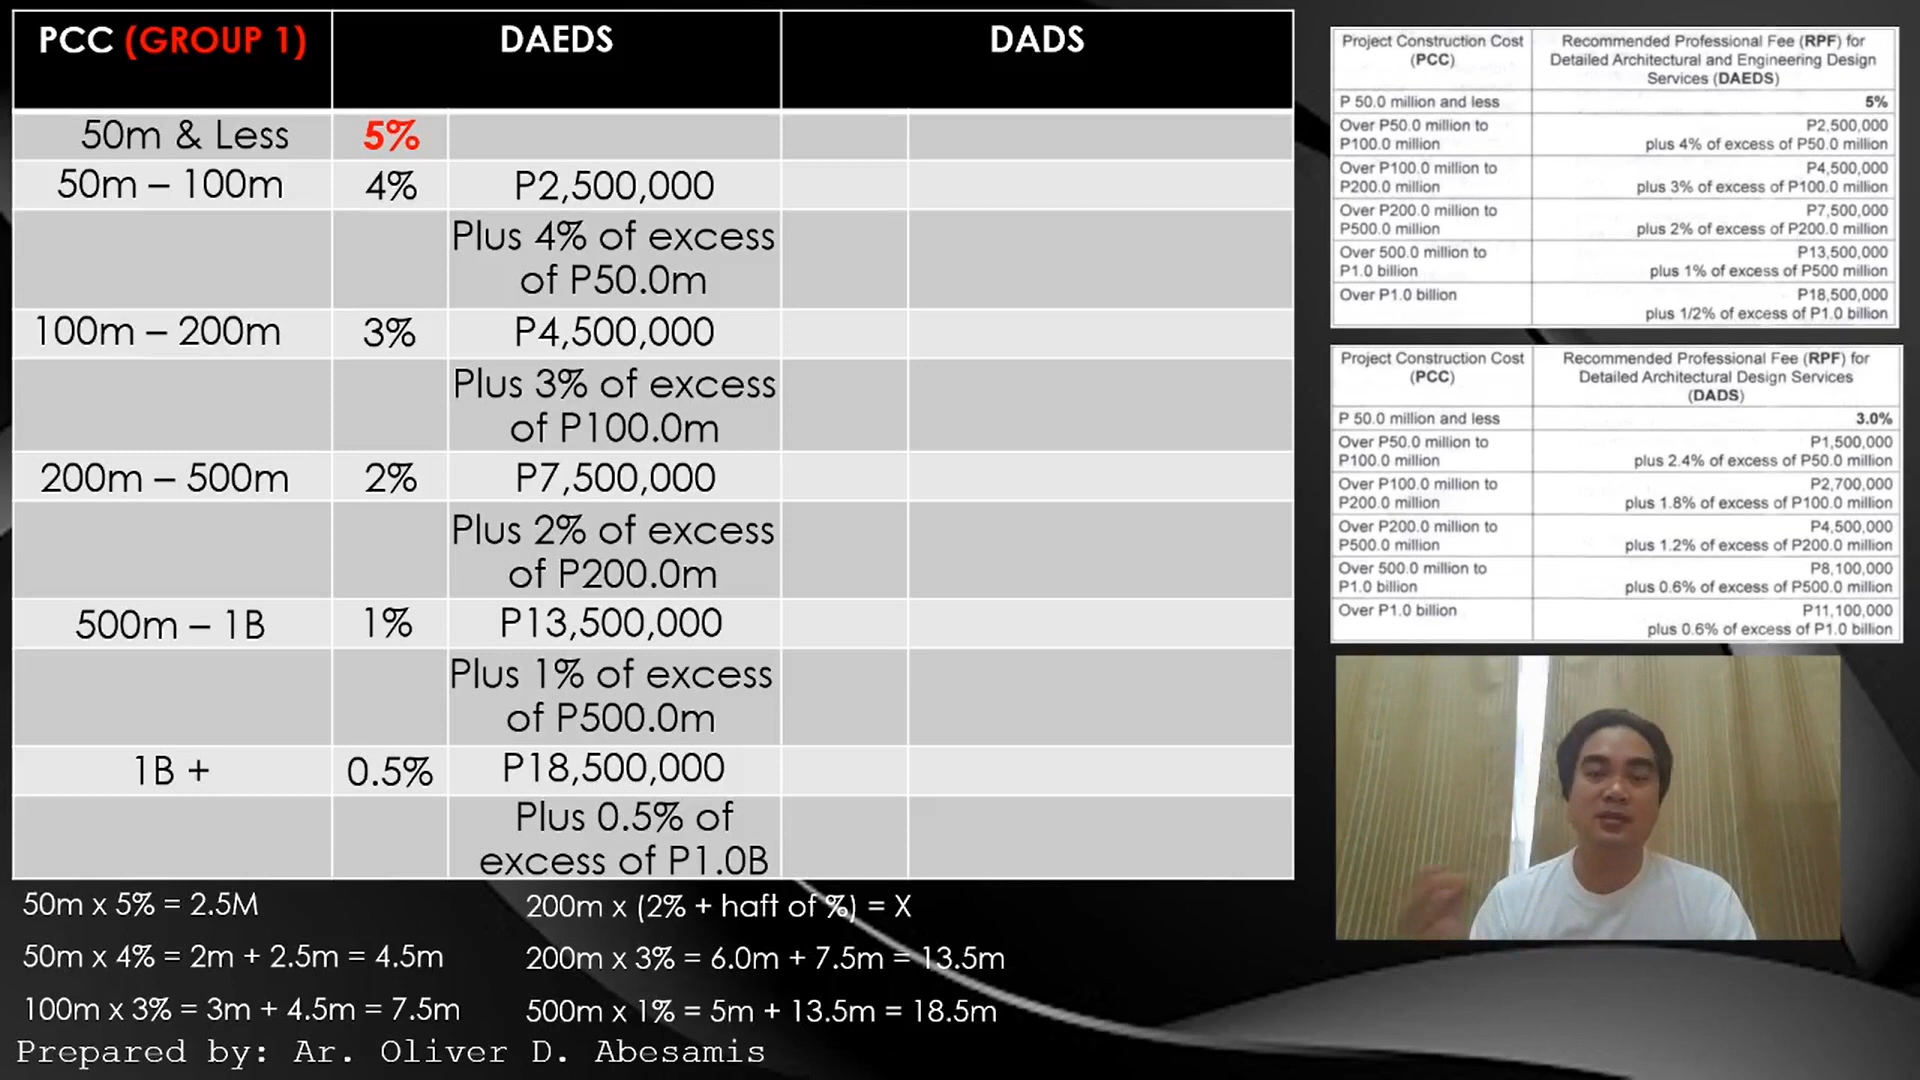 PCC (GROUP 1) DAEDS DADS
50m & Less 5%
50m – 100m 4% P2,500,000
Plus 4% of excess
of P50.0m
100m – 200m 3% P4,500,000
Plus 3% of excess
of P100.0m
200m – 500m 2% P7,500,000
Plus 2% of excess
of P200.0m
500m – 1B 1% P13,500,000
Plus 1% of excess
of P500.0m
1B + 0.5% P18,500,000
Plus 0.5% of
excess of P1.0B
50m x 5% = 2.5M
50m x 4% = 2m + 2.5m = 4.5m
100m x 3% = 3m + 4.5m = 7.5m
200m x (2% + haft of %) = X
200m x 3% = 6.0m + 7.5m = 13.5m
500m x 1% = 5m + 13.5m = 18.5m
Prepared by: Ar. Oliver D. Abesamis
Project Construction Cost
(PCC)
Recommended Professional Fee (RPF) for
Detailed Architectural and Engineering Design
Services (DAEDS)
P 50.0 million and less 5%
Over P50.0 million to
P100.0 million
P2,500,000
plus 4% of excess of P50.0 million
Over P100.0 million to
P200.0 million
P4,500,000
plus 3% of excess of P100.0 million
Over P200.0 million to
P500.0 million
P7,500,000
plus 2% of excess of P200.0 million
Over 500.0 million to
P1.0 billion
P13,500,000
plus 1% of excess of P500 million
Over P1.0 billion
P18,500,000
plus 1/2% of excess of P1.0 billion
Project Construction Cost
(PCC)
Recommended Professional Fee (RPF) for
Detailed Architectural Design Services
(DADS)
P 50.0 million and less 3.0%
Over P50.0 million to
P100.0 million
P1,500,000
plus 2.4% of excess of P50.0 million
Over P100.0 million to
P200.0 million
P2,700,000
plus 1.8% of excess of P100.0 million
Over P200.0 million to
P500.0 million
P4,500,000
plus 1.2% of excess of P200.0 million
Over 500.0 million to
P1.0 billion
P8,100,000
plus 0.6% of excess of P500.0 million
Over P1.0 billion
P11,100,000
plus 0.6% of excess of P1.0 billion